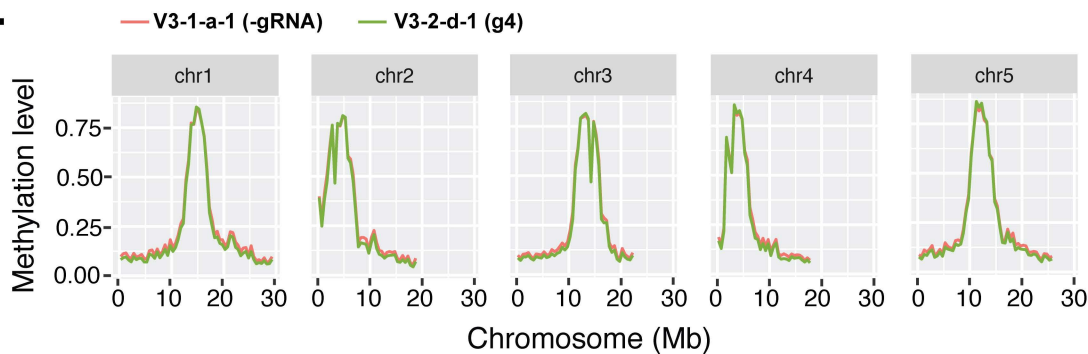 V3-1-a-1 (-gRNA) V3-2-d-1 (g4)
chr1 chr2 chr3 chr4 chr5
Methylation level
0.75
0.50
0.25
0.00
0 10 20 30 0 10 20 30 0 10 20 30 0 10 20 30 0 10 20 30
Chromosome (Mb)